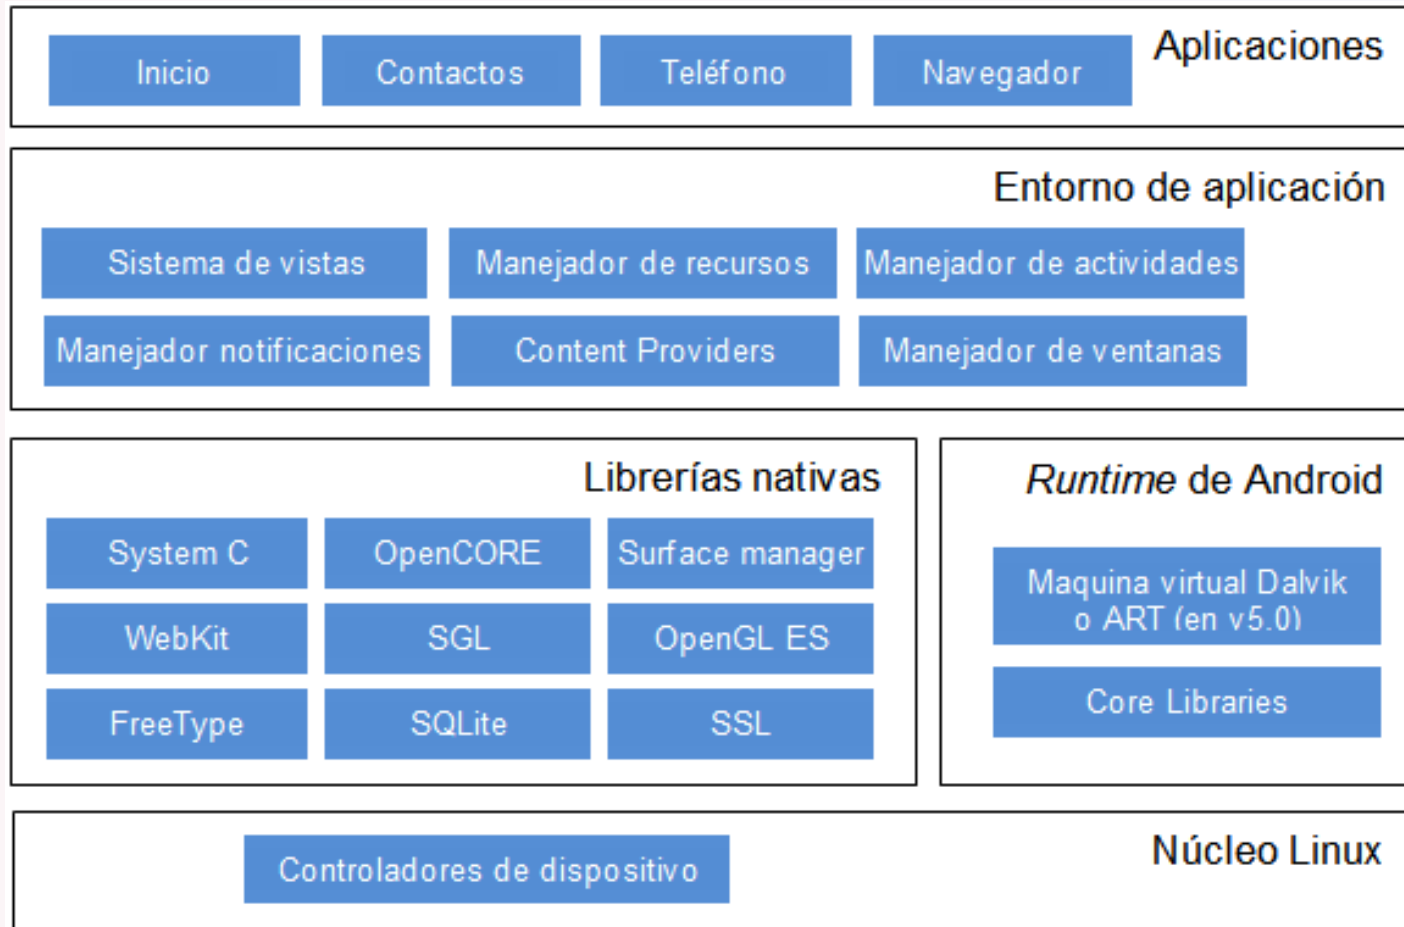 Aplicaciones
Inicio
Contactos
Teléfono
Navegador
Entorno de aplicación
Sistema de vistas
Manejador de recursos
Manejador de actividades
Manejador notificaciones
Content Providers
Manejador de ventanas
Librerías nativas
System C
OpenCORE
Surface manager
WebKit
SGL
OpenGL ES
FreeType
SQLite
SSL
Runtime de Android
Maquina virtual Dalvik
o ART (en v5.0)
Core Libraries
Núcleo Linux
Controladores de dispositivo